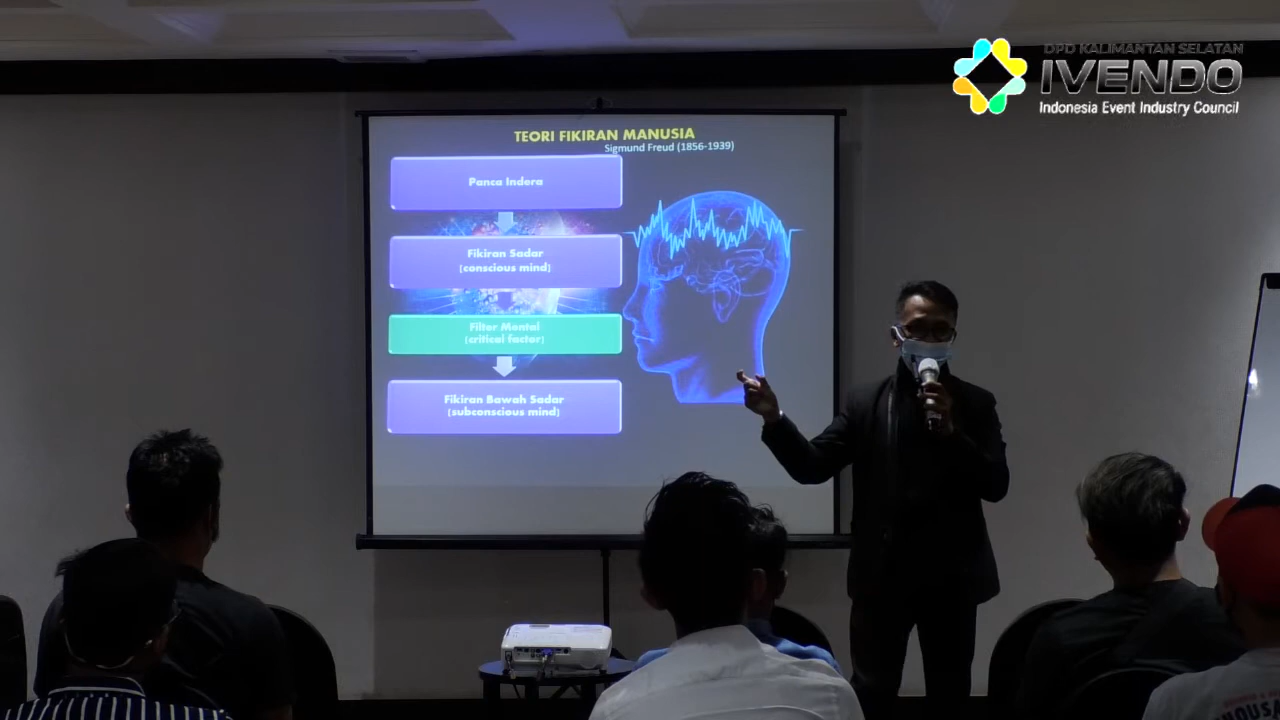 DPD KALIMANTAN SELATAN
IVENDO
Indonesia Event Industry Council
TEORI FIKIRAN MANUSIA
Sigmund Freud (1856-1939)
Panca Indera
Fikiran Sadar
(conscious mind)
Filter Mental
(critical factor)
Fikiran Bawah Sadar
(subconscious mind)